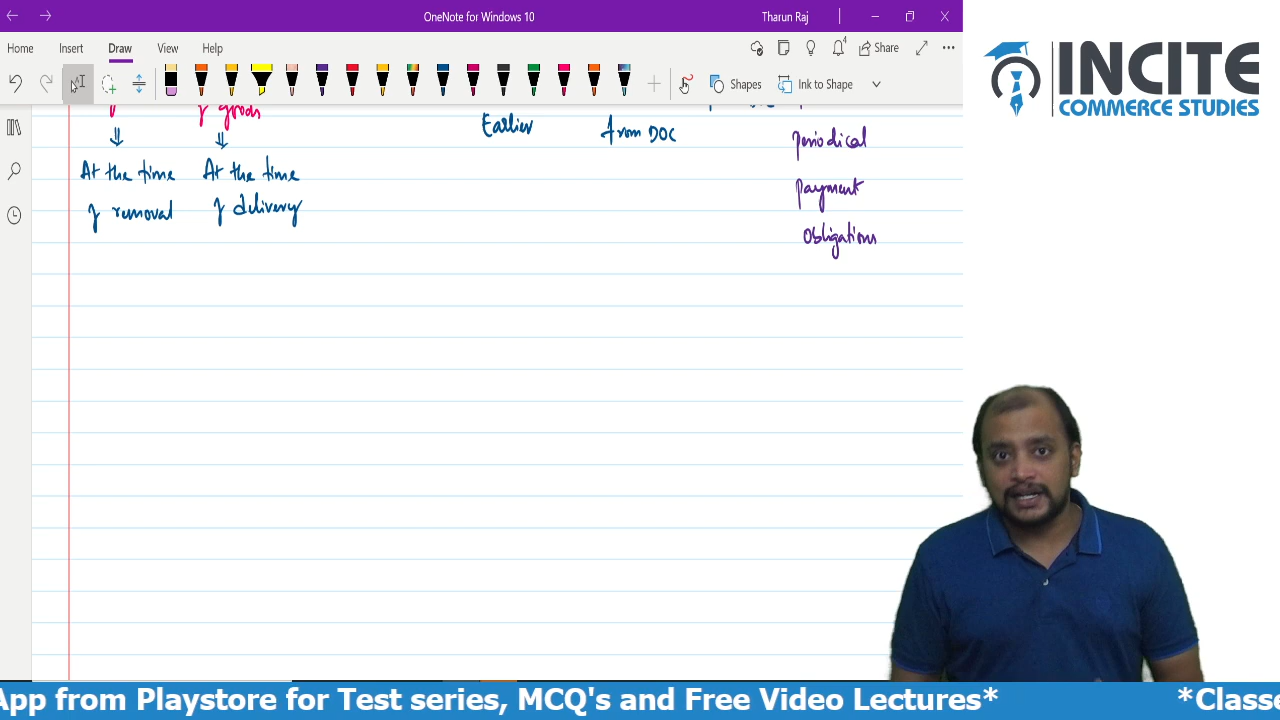 OneNote for Windows 10
Tharun Raj
Home Insert Draw View Help
Share
Shapes
Ink to Shape
goods
Earlier
from DOC
periodical
payment
obligations
At the time
of removal
At the time
of delivery
INCITE
COMMERCE STUDIES
App from Playstore for Test series, MCQ's and Free Video Lectures* *Classe